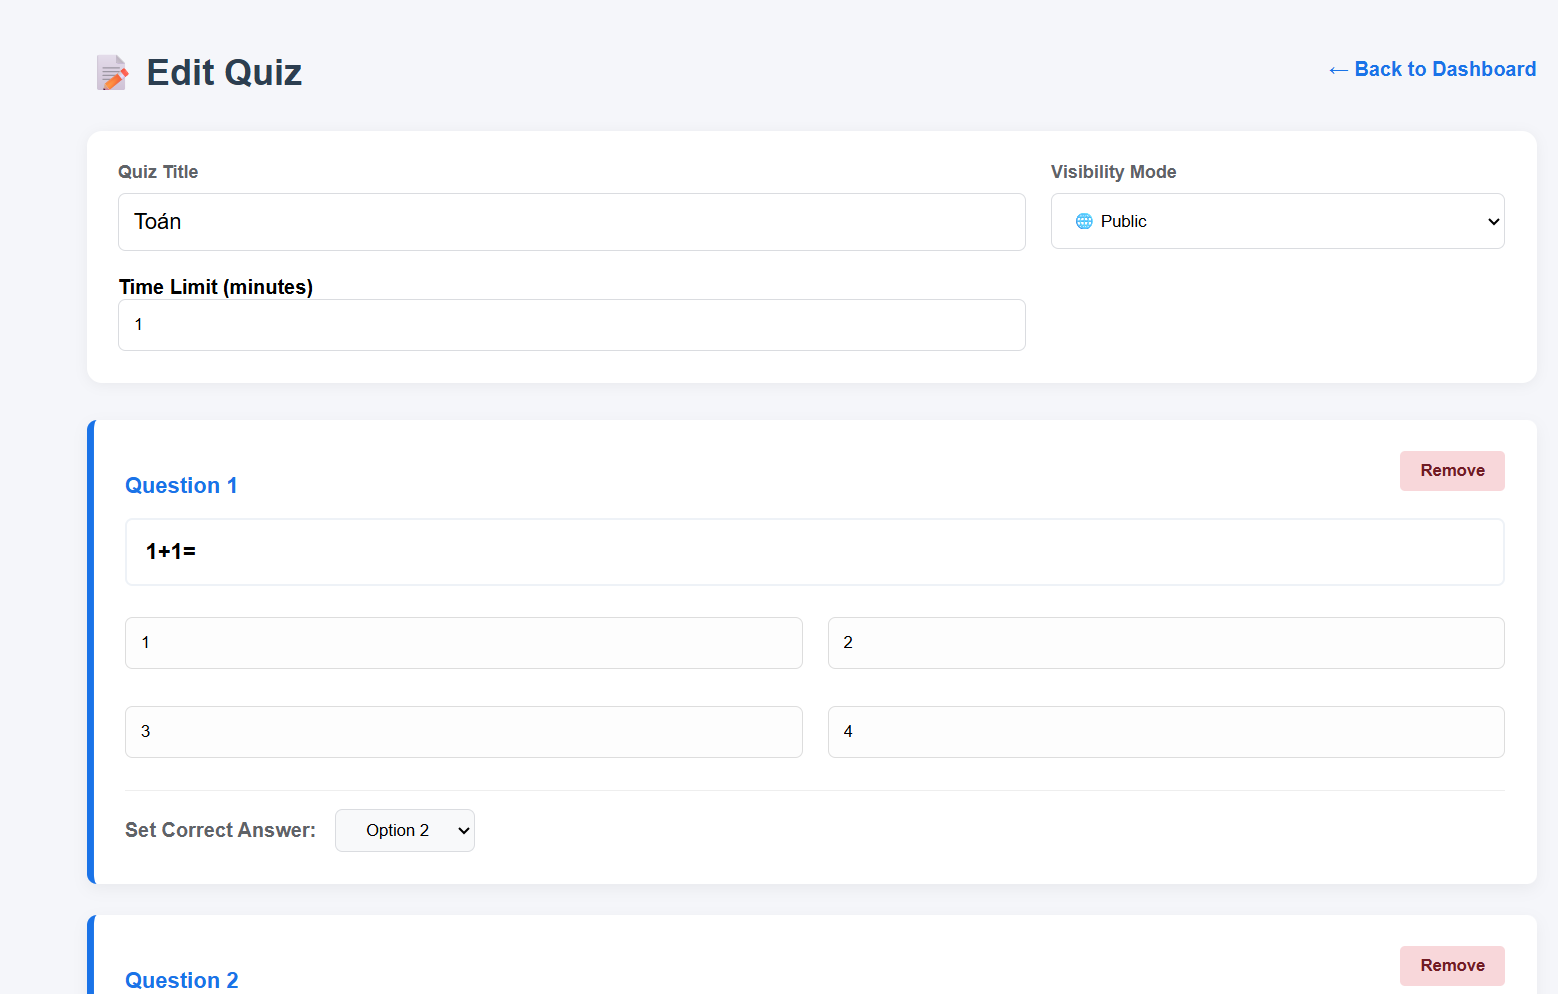 Edit Quiz
← Back to Dashboard
Quiz Title
Visibility Mode
Toán
Public
Time Limit (minutes)
1
Question 1
Remove
1+1=
1
2
3
4
Set Correct Answer:
Option 2
Question 2
Remove